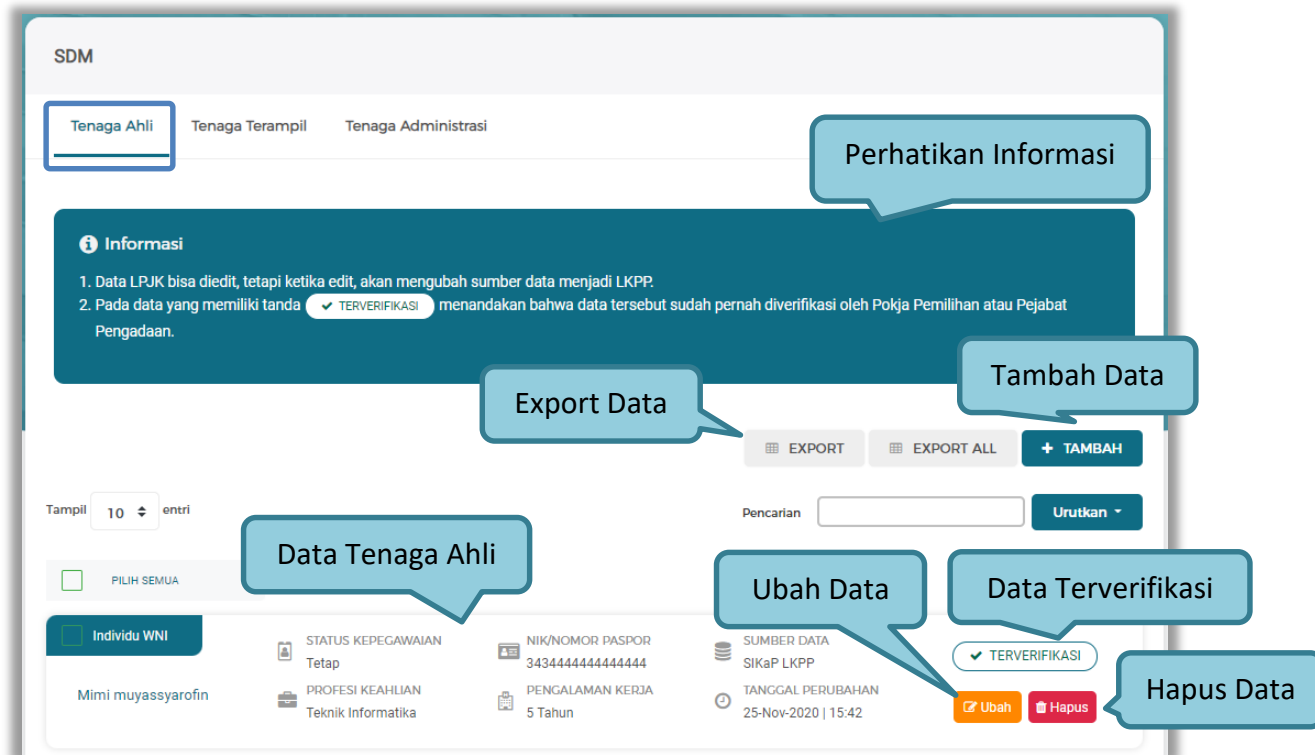 SDM
Tenaga Ahli
Tenaga Terampil
Tenaga Administrasi
Perhatikan Informasi
Informasi
1. Data LPJK bisa diedit, tetapi ketika edit, akan mengubah sumber data menjadi LKPP.
2. Pada data yang memiliki tanda TERVERIFIKASI menandakan bahwa data tersebut sudah pernah diverifikasi oleh Pokja Pemilihan atau Pejabat
Pengadaan.
Export Data
Tambah Data
EXPORT
EXPORT ALL
+ TAMBAH
Tampil 10 entri
Pencarian
Urutkan
Data Tenaga Ahli
Ubah Data
Data Terverifikasi
PILIH SEMUA
Individu WNI
Mimi muyassyarofin
STATUS KEPEGAWAIAN
Tetap
PROFESI KEAHLIAN
Teknik Informatika
NIK/NOMOR PASPOR
3434444444444444
PENGALAMAN KERJA
5 Tahun
SUMBER DATA
SIKaP LKPP
TANGGAL PERUBAHAN
25-Nov-2020 | 15:42
TERVERIFIKASI
Ubah
Hapus
Hapus Data